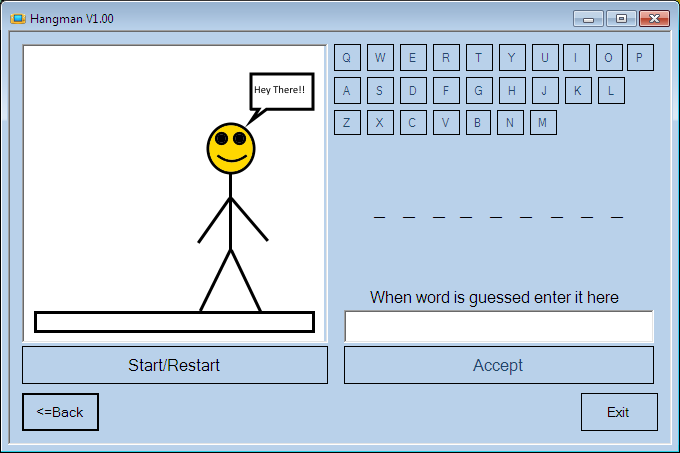 Hangman V1.00
Hey There!!
Q W E R T Y U I O P
A S D F G H J K L
Z X C V B N M
_ _ _ _ _ _ _ _ _
When word is guessed enter it here
Start/Restart
Accept
<=Back
Exit